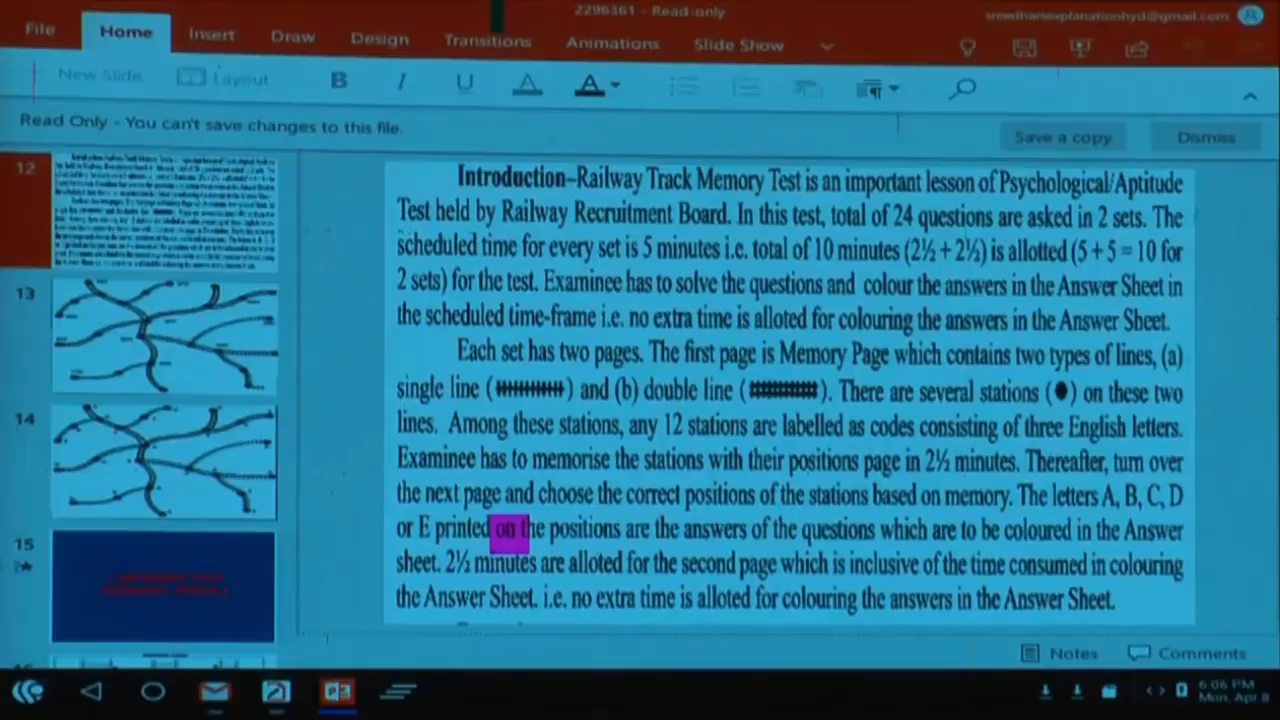 2296361 - Read-only
sreedharsexplanationhyd@gmail.com
File
Home
Insert
Draw
Design
Transitions
Animations
Slide Show
New Slide
Layout
B
I
U
A
A
Read Only - You can't save changes to this file.
Save a copy
Dismiss
12
13
14
15
Introduction–Railway Track Memory Test is an important lesson of Psychological/Aptitude
Test held by Railway Recruitment Board. In this test, total of 24 questions are asked in 2 sets. The
scheduled time for every set is 5 minutes i.e. total of 10 minutes (2½ + 2½) is allotted (5 + 5 = 10 for
2 sets) for the test. Examinee has to solve the questions and colour the answers in the Answer Sheet in
the scheduled time-frame i.e. no extra time is alloted for colouring the answers in the Answer Sheet.
Each set has two pages. The first page is Memory Page which contains two types of lines, (a)
single line ( ) and (b) double line ( ). There are several stations ( ) on these two
lines. Among these stations, any 12 stations are labelled as codes consisting of three English letters.
Examinee has to memorise the stations with their positions page in 2½ minutes. Thereafter, turn over
the next page and choose the correct positions of the stations based on memory. The letters A, B, C, D
or E printed on the positions are the answers of the questions which are to be coloured in the Answer
sheet. 2½ minutes are alloted for the second page which is inclusive of the time consumed in colouring
the Answer Sheet. i.e. no extra time is alloted for colouring the answers in the Answer Sheet.
Notes
Comments
6:06 PM
Mon, Apr 8